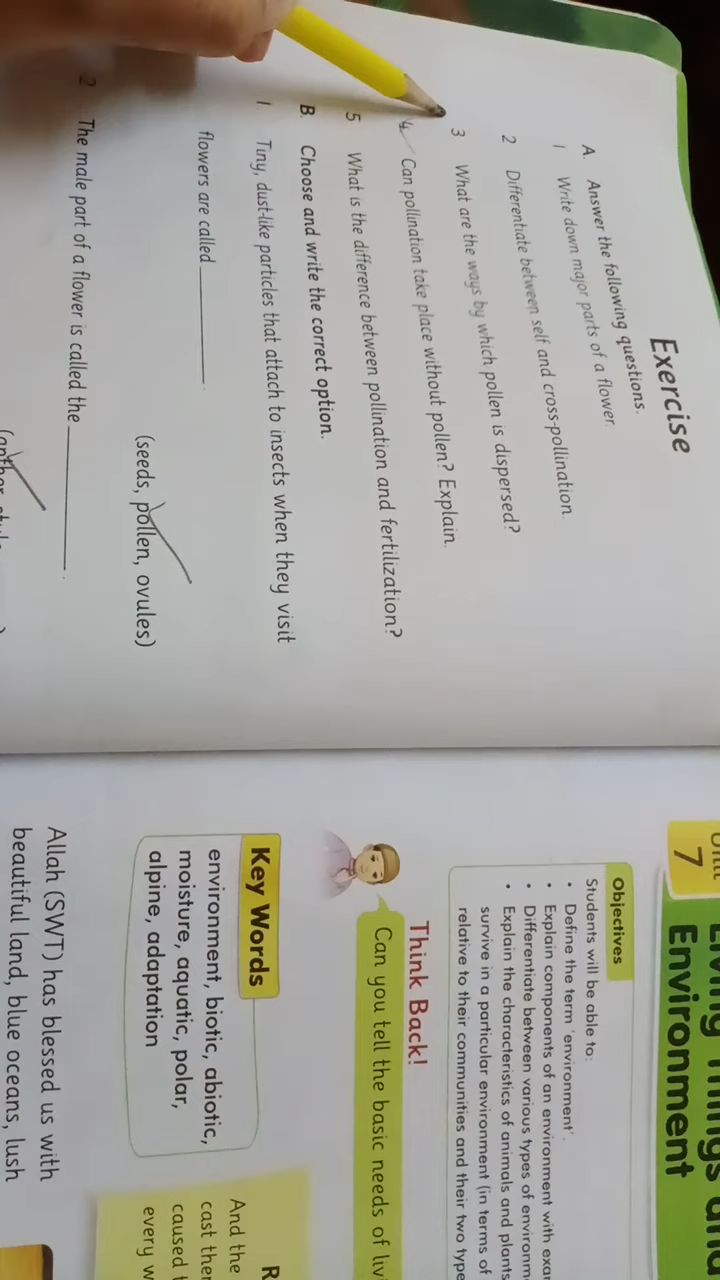 Exercise
A. Answer the following questions.
1 Write down major parts of a flower.
2 Differentiate between self and cross-pollination.
3 What are the ways by which pollen is dispersed?
4 Can pollination take place without pollen? Explain.
5 What is the difference between pollination and fertilization?
B. Choose and write the correct option.
1. Tiny, dust-like particles that attach to insects when they visit
flowers are called ____________.
(seeds, pollen, ovules)
2 The male part of a flower is called the ______________.
7
Environment
Objectives
Students will be able to:
• Define the term 'environment'.
• Explain components of an environment with
• Differentiate between various types of
• Explain the characteristics of animals and plants
survive in a particular environment (in terms of
relative to their communities and their two
Think Back!
Can you tell the basic needs of
Key Words
environment, biotic, abiotic,
moisture, aquatic, polar,
alpine, adaptation
And the
cast
caused
every
Allah (SWT) has blessed us with
beautiful land, blue oceans, lush